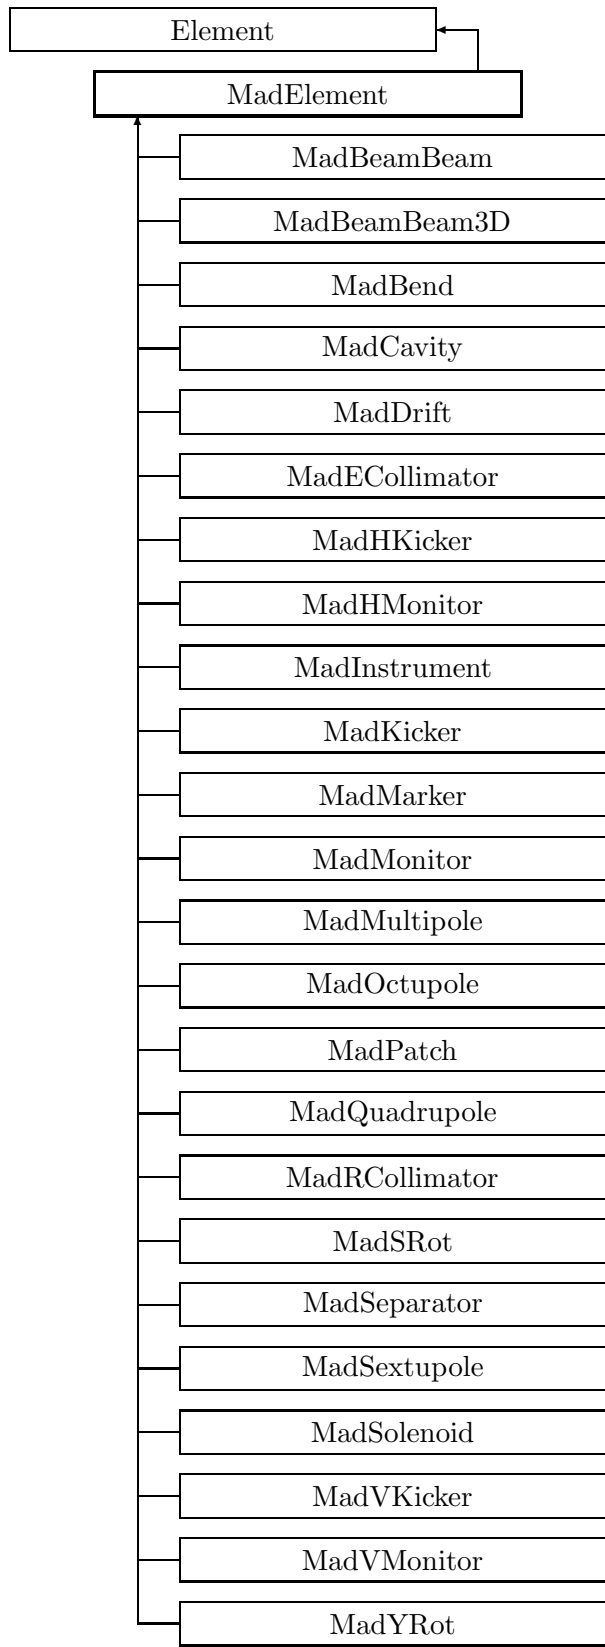 Element
MadElement
MadBeamBeam
MadBeamBeam3D
MadBend
MadCavity
MadDrift
MadECollimator
MadHKicker
MadHMonitor
MadInstrument
MadKicker
MadMarker
MadMonitor
MadMultipole
MadOctupole
MadPatch
MadQuadrupole
MadRCollimator
MadSRot
MadSeparator
MadSextupole
MadSolenoid
MadVKicker
MadVMonitor
MadYRot